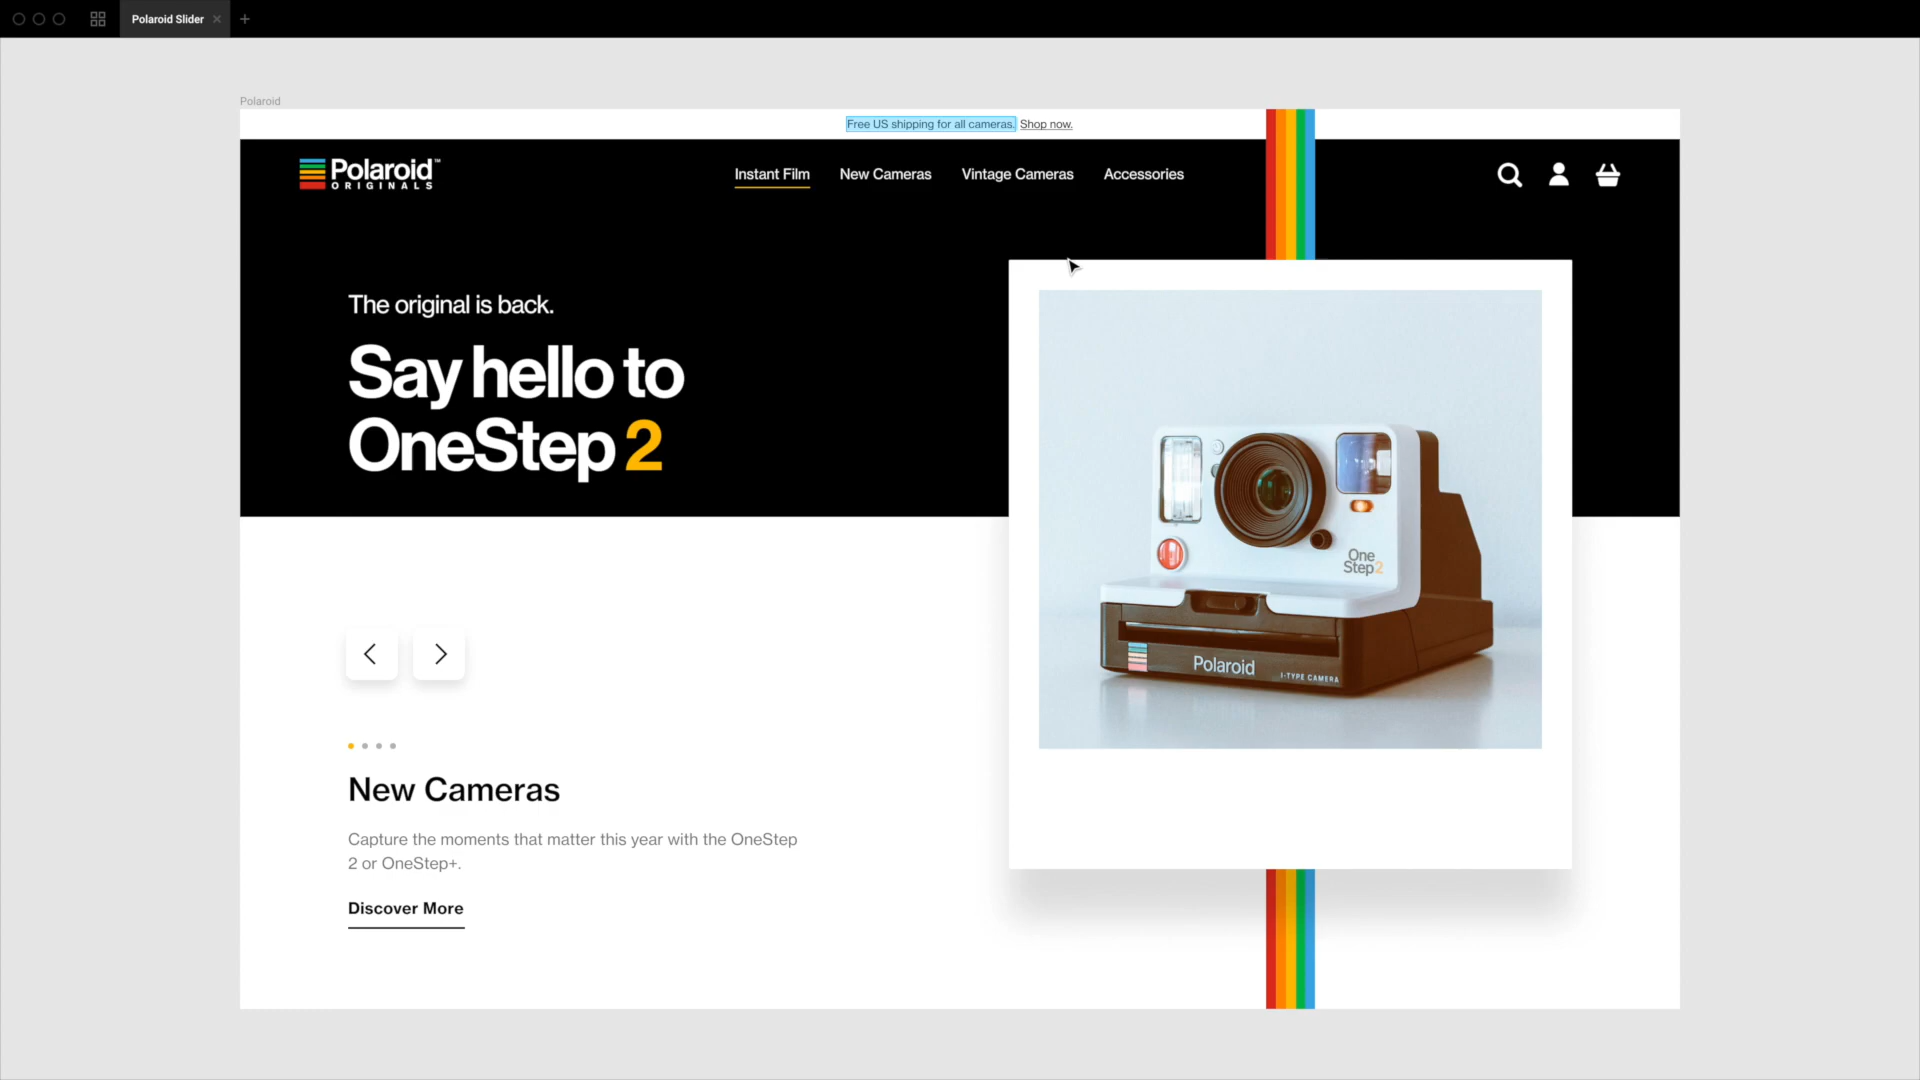 Polaroid Slider
Polaroid
Free US shipping for all cameras. Shop now.
Polaroid™
ORIGINALS
Instant Film
New Cameras
Vintage Cameras
Accessories
The original is back.
Say hello to
OneStep 2
One
Step2
Polaroid
I-TYPE CAMERA
New Cameras
Capture the moments that matter this year with the OneStep
2 or OneStep+.
Discover More